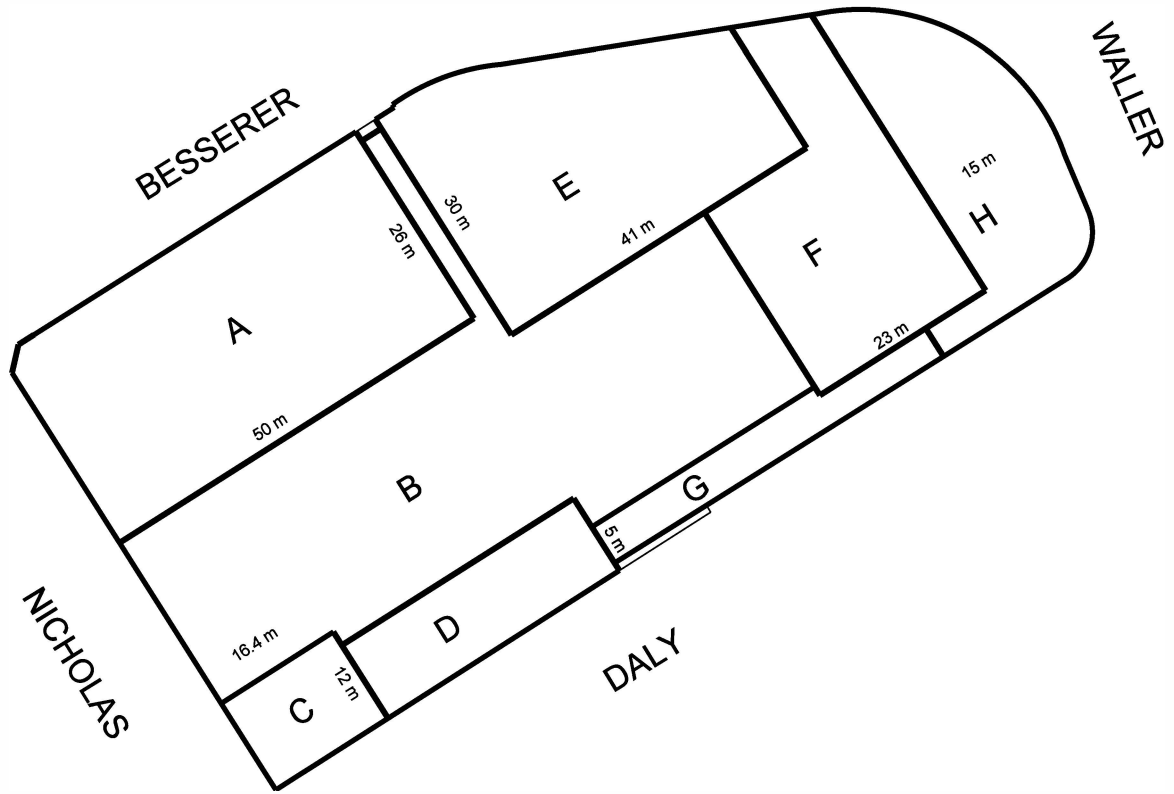 WALLER
BESSERER
15 m
E
30 m
H
26 m
41 m
F
A
23 m
50 m
B
G
5 m
NICHOLAS
16.4 m
D
DALY
12 m
C